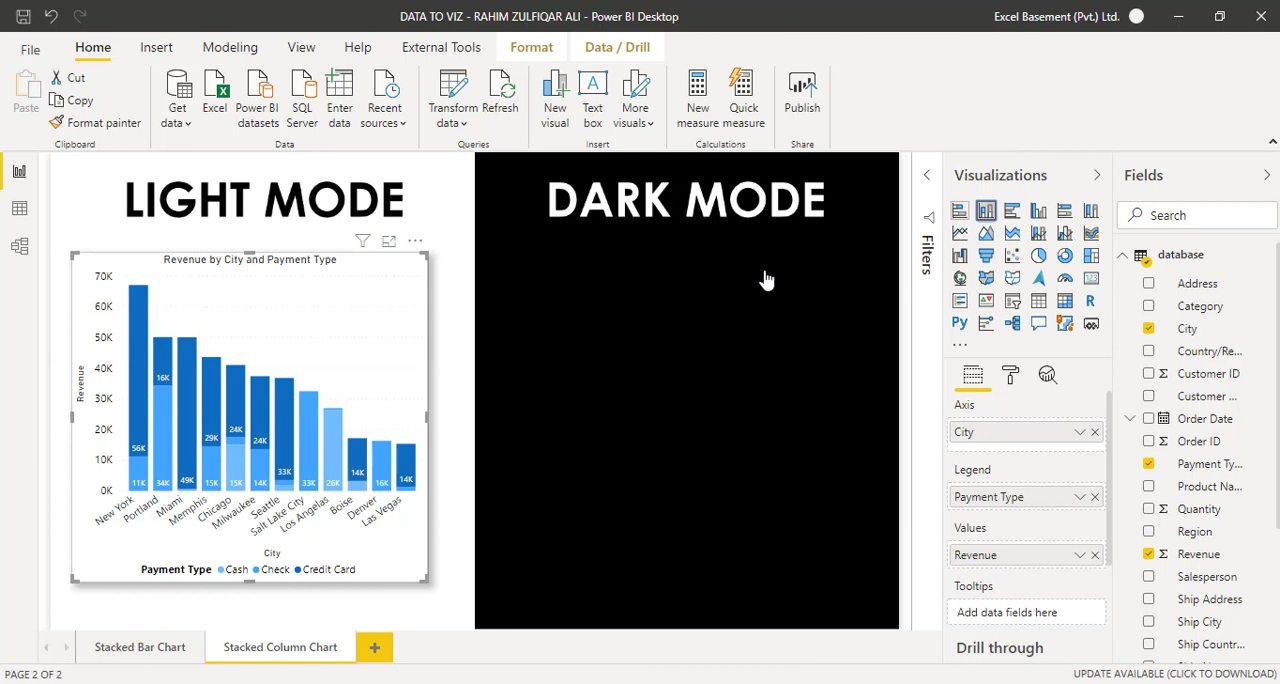 DATA TO VIZ - RAHIM ZULFIQAR ALI - Power BI Desktop
Excel Basement (Pvt.) Ltd.
File
Home
Insert
Modeling
View
Help
External Tools
Format
Data / Drill
Paste
Cut
Copy
Format painter
Clipboard
Get data
Excel
Power BI datasets
SQL Server
Enter data
Recent sources
Data
Transform data
Refresh
Queries
New visual
Text box
More visuals
Insert
New measure
Quick measure
Calculations
Publish
Share
LIGHT MODE
DARK MODE
Revenue by City and Payment Type
70K
60K
50K
40K
30K
20K
10K
0K
Revenue
56K
11K
16K
34K
49K
29K
15K
24K
15K
24K
14K
33K
33K
26K
14K
16K
14K
New York
Portland
Miami
Memphis
Chicago
Milwaukee
Seattle
Salt Lake City
Los Angelas
Boise
Denver
Las Vegas
City
Payment Type Cash Check Credit Card
Filters
Visualizations
R
Py
123
Axis
City
Legend
Payment Type
Values
Revenue
Tooltips
Add data fields here
Drill through
Fields
Search
database
Address
Category
City
Country/Re...
Customer ID
Customer ...
Order Date
Order ID
Payment Ty...
Product Na...
Quantity
Region
Revenue
Salesperson
Ship Address
Ship City
Ship Countr...
Stacked Bar Chart
Stacked Column Chart
PAGE 2 OF 2
UPDATE AVAILABLE (CLICK TO DOWNLOAD)